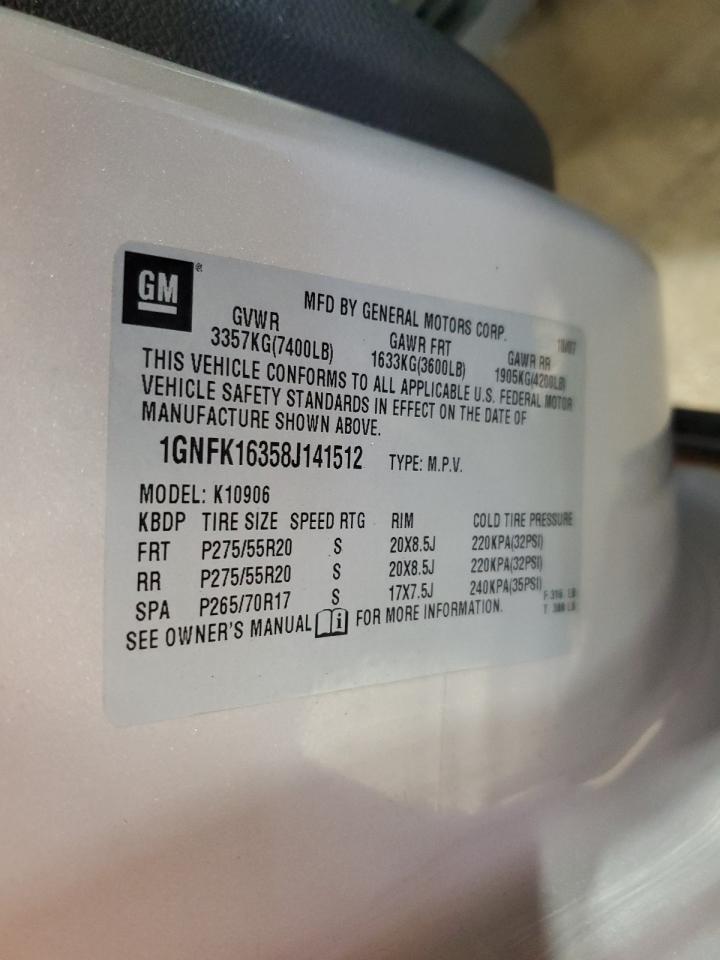 GM®
MFD BY GENERAL MOTORS CORP.
GVWR GAWR FRT GAWR RR
3357KG(7400LB) 1633KG(3600LB) 1905KG(4200LB)
THIS VEHICLE CONFORMS TO ALL APPLICABLE U.S. FEDERAL MOTOR
VEHICLE SAFETY STANDARDS IN EFFECT ON THE DATE OF
MANUFACTURE SHOWN ABOVE.
1GNFK16358J141512 TYPE: M.P.V.
MODEL: K10906
KBDP TIRE SIZE SPEED RTG RIM COLD TIRE PRESSURE
FRT P275/55R20 S 20X8.5J 220KPA(32PSI)
RR P275/55R20 S 20X8.5J 220KPA(32PSI)
SPA P265/70R17 S 17X7.5J 240KPA(35PSI)
SEE OWNER'S MANUAL i FOR MORE INFORMATION.